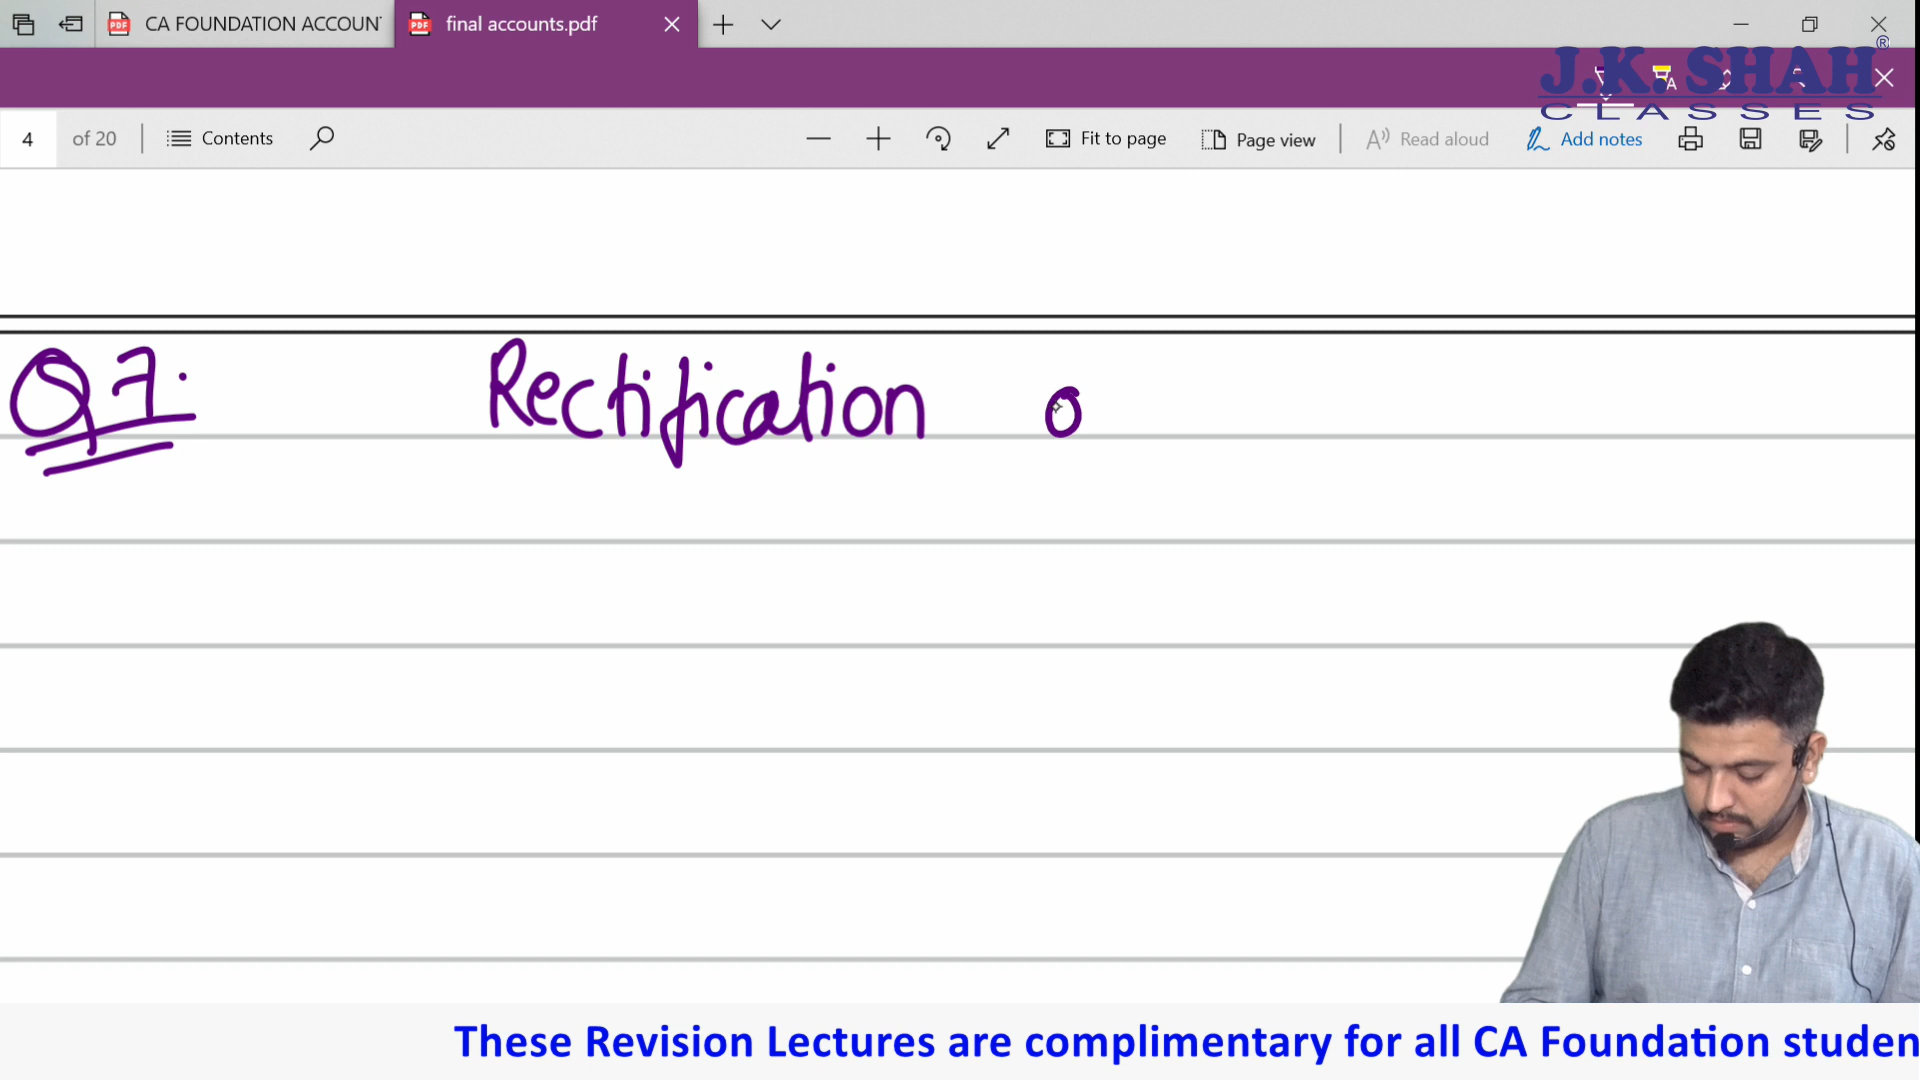 CA FOUNDATION ACCOUN
final accounts.pdf
J.K. SHAH ®
CLASSES
4 of 20 Contents Fit to page Page view Read aloud Add notes
Q7. Rectification o
These Revision Lectures are complimentary for all CA Foundation studen